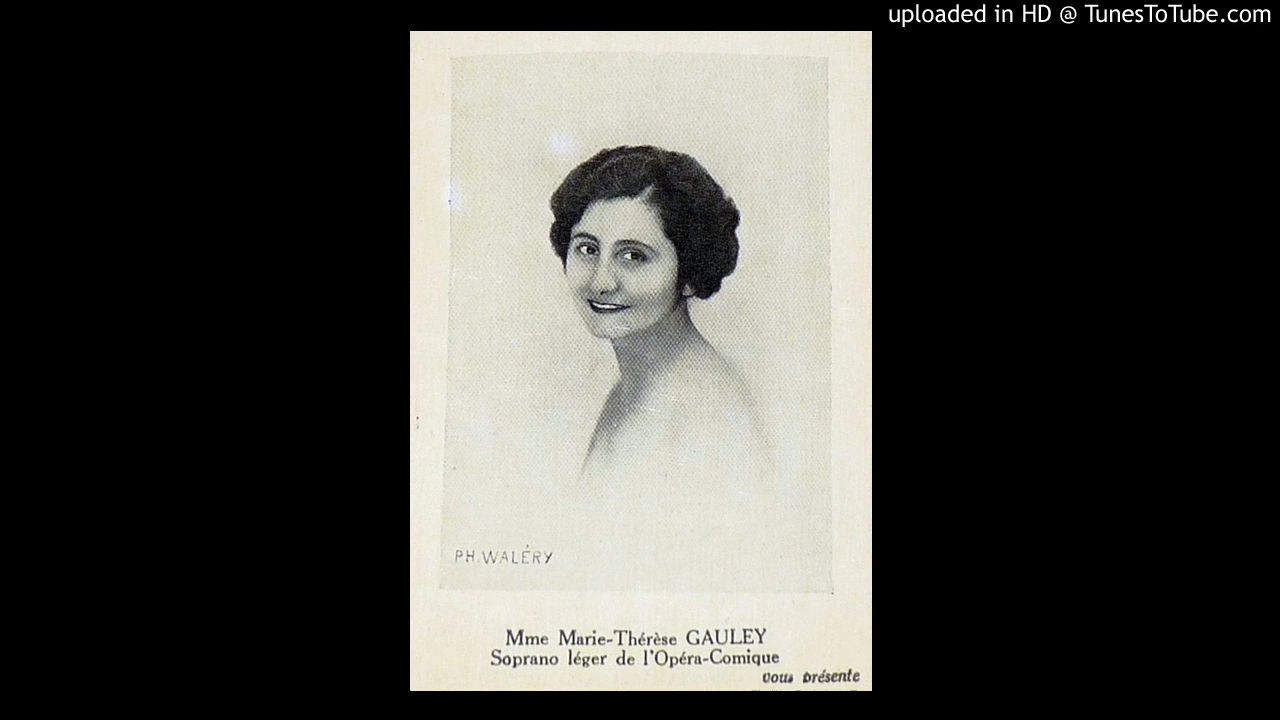 uploaded in HD @ TunesToTube.com
PH. WALÉRY
Mme Marie-Thérèse GAULEY
Soprano léger de l'Opéra-Comique
vous présente